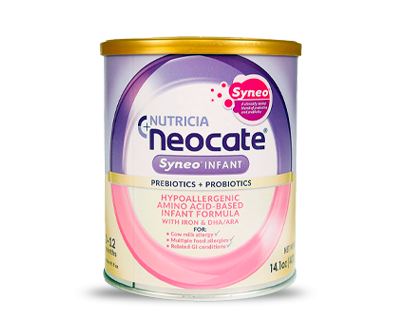 Syneo
NUTRICIA
Neocate®
Syneo® INFANT
PREBIOTICS + PROBIOTICS
HYPOALLERGENIC
AMINO ACID-BASED
INFANT FORMULA
WITH IRON & DHA/ARA
FOR:
• Cow milk allergy ✓
• Multiple food allergies ✓
• Related GI conditions ✓
-12
14.1oz